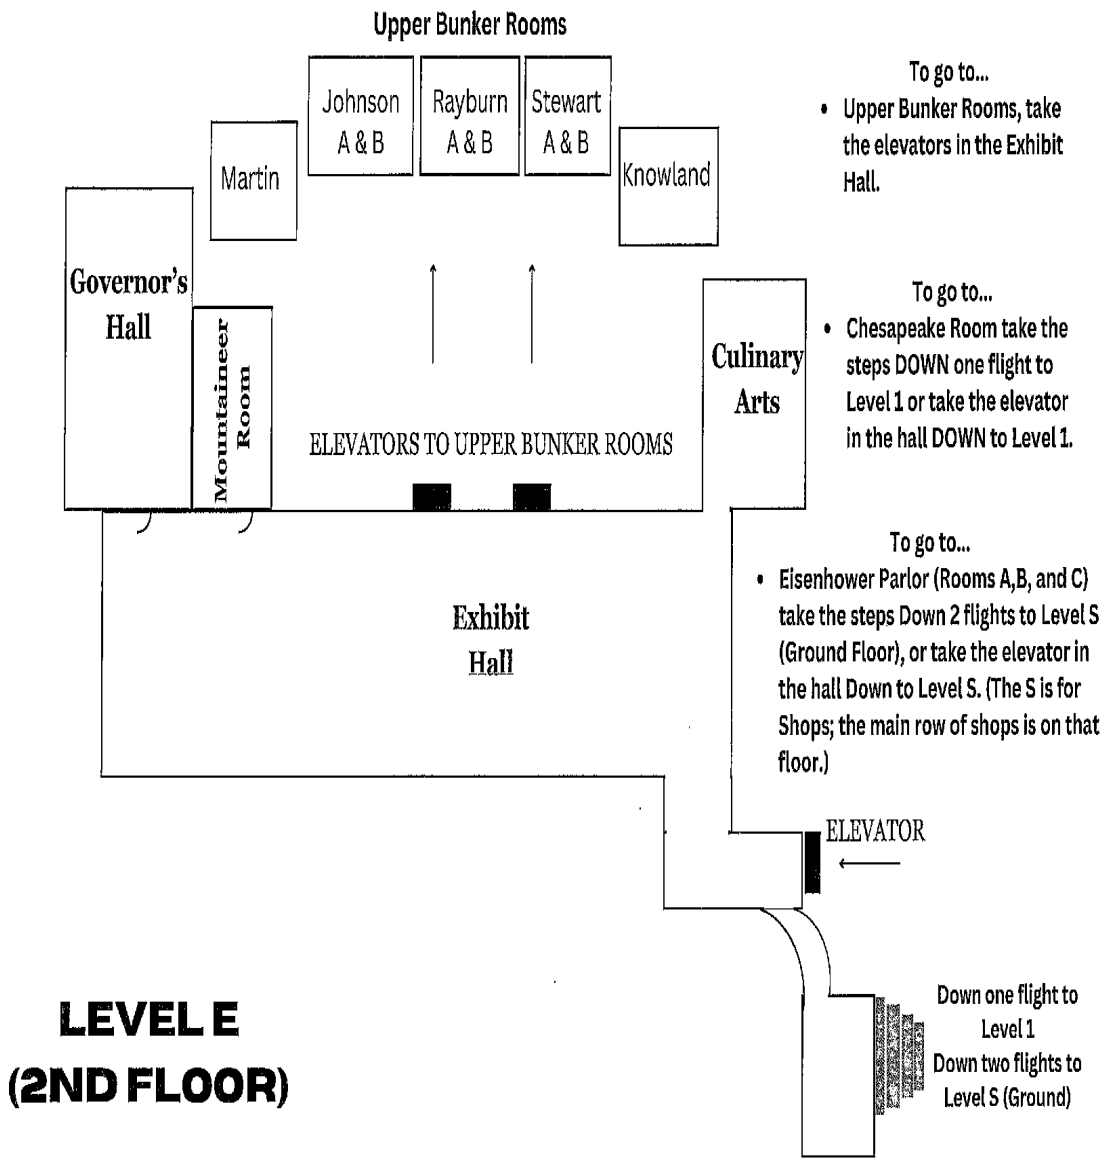 Upper Bunker Rooms
Johnson
A & B
Rayburn
A & B
Stewart
A & B
Martin
Knowland
Governor's
Hall
Mountaineer
Room
Culinary
Arts
ELEVATORS TO UPPER BUNKER ROOMS
Exhibit
Hall
To go to...
• Upper Bunker Rooms, take
the elevators in the Exhibit
Hall.
To go to...
• Chesapeake Room take the
steps DOWN one flight to
Level 1 or take the elevator
in the hall DOWN to Level 1.
To go to...
• Eisenhower Parlor (Rooms A,B, and C)
take the steps Down 2 flights to Level S
(Ground Floor), or take the elevator in
the hall Down to Level S. (The S is for
Shops; the main row of shops is on that
floor.)
ELEVATOR
Down one flight to
Level 1
Down two flights to
Level S (Ground)
LEVEL E
(2ND FLOOR)